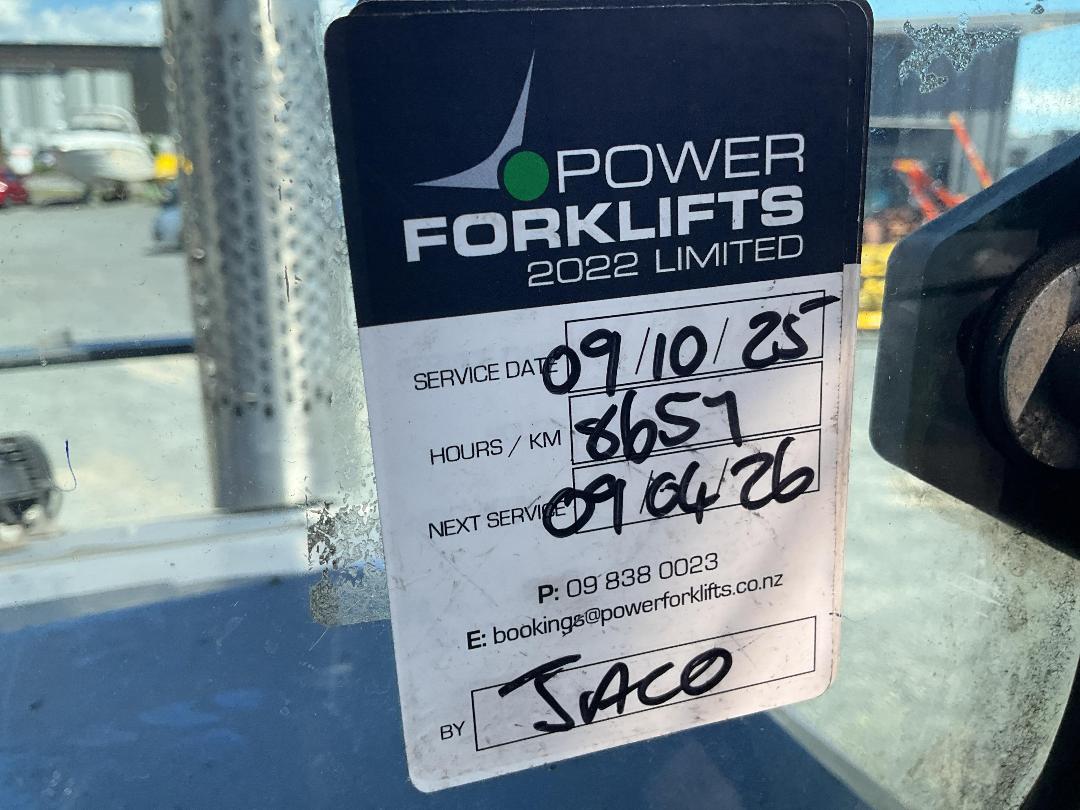 POWER
FORKLIFTS
2022 LIMITED
SERVICE DATE 09/10/25
HOURS / KM 8657
NEXT SERVICE 09/04/26
P: 09 838 0023
E: bookings@powerforklifts.co.nz
BY JACO